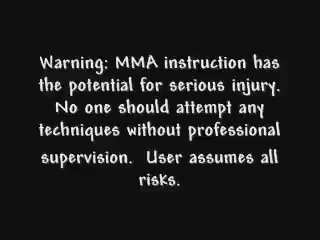 Warning: MMA instruction has
the potential for serious injury.
No one should attempt any
techniques without professional
supervision. User assumes all
risks.